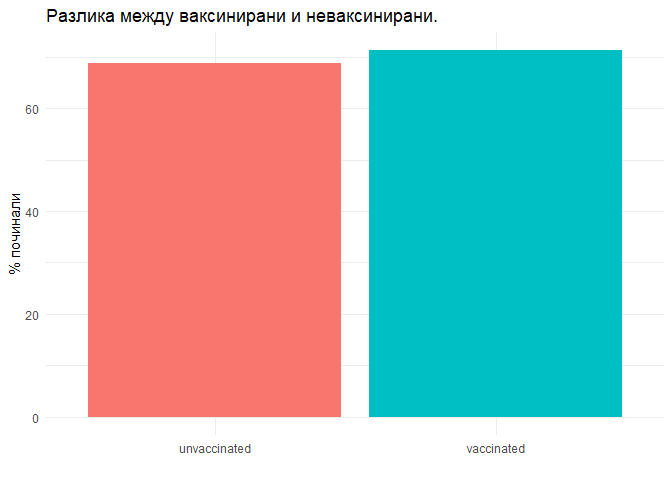 Разлика между ваксинирани и неваксинирани.
% починали
60
40
20
0
unvaccinated
vaccinated